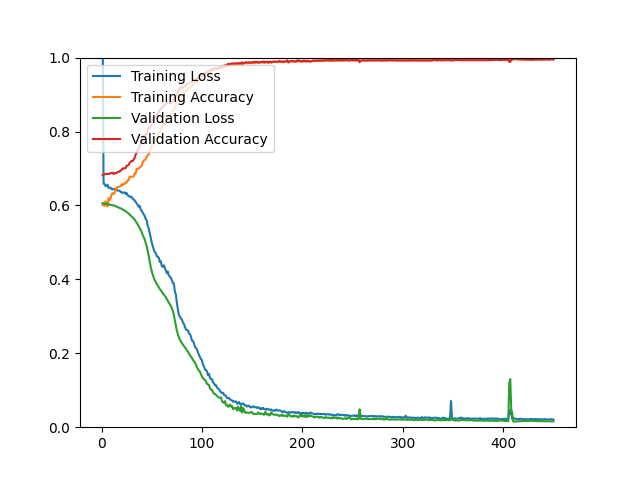 1.0
0.8
0.6
0.4
0.2
0.0
Training Loss
Training Accuracy
Validation Loss
Validation Accuracy
0 100 200 300 400